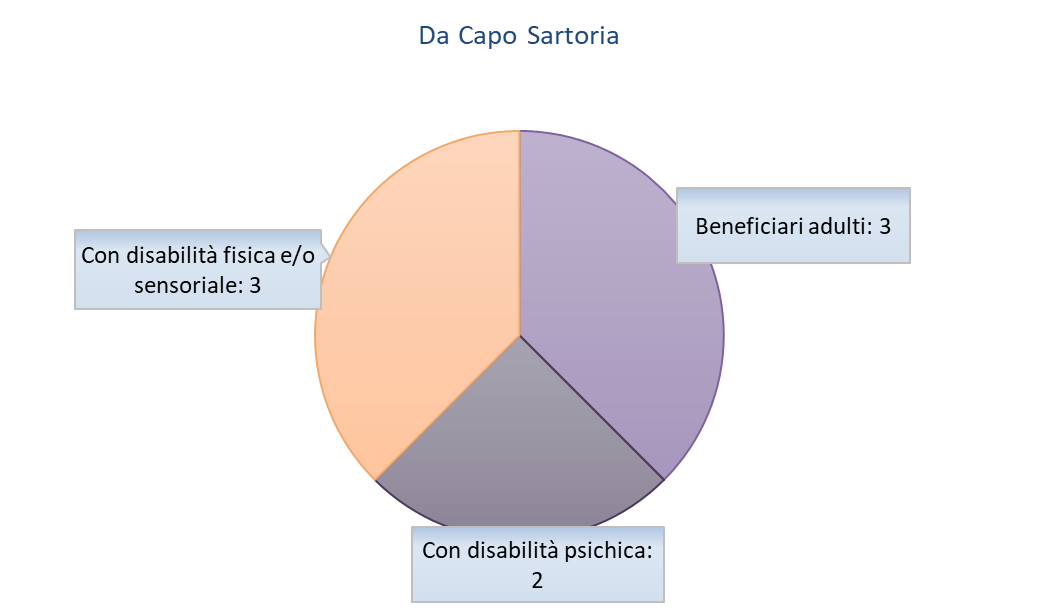 Da Capo Sartoria
Beneficiari adulti: 3
Con disabilità fisica e/o
sensoriale: 3
Con disabilità psichica:
2